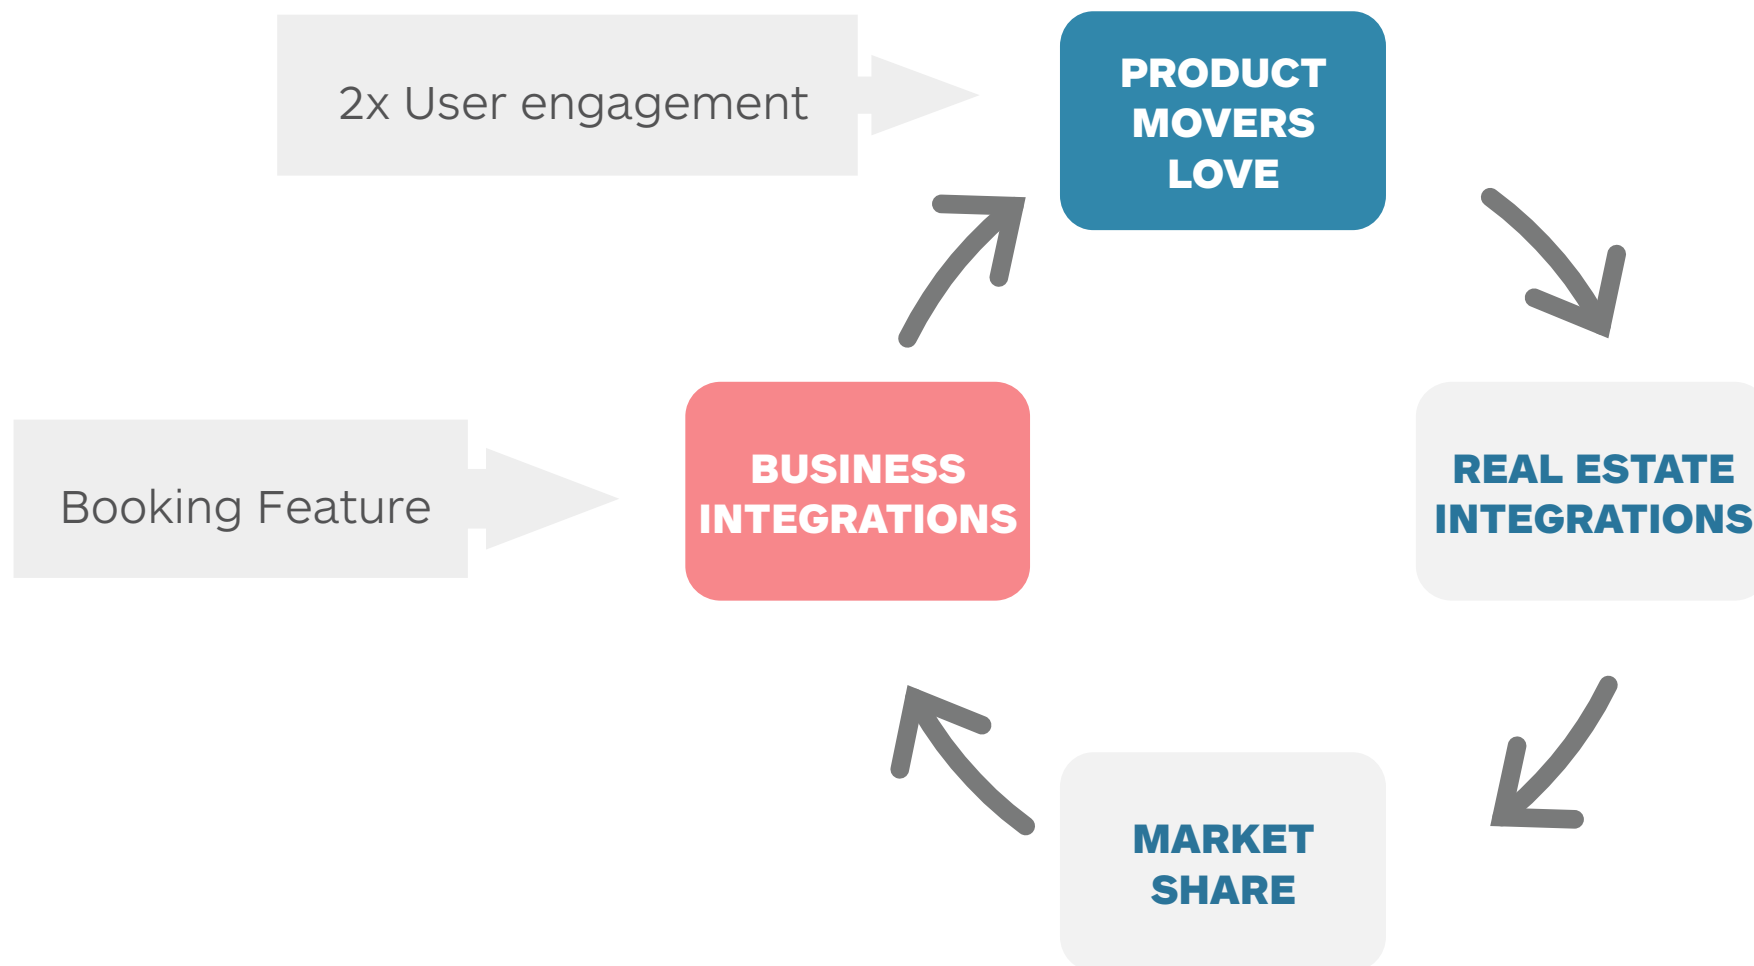 2x User engagement
PRODUCT
MOVERS
LOVE
Booking Feature
BUSINESS
INTEGRATIONS
REAL ESTATE
INTEGRATIONS
MARKET
SHARE